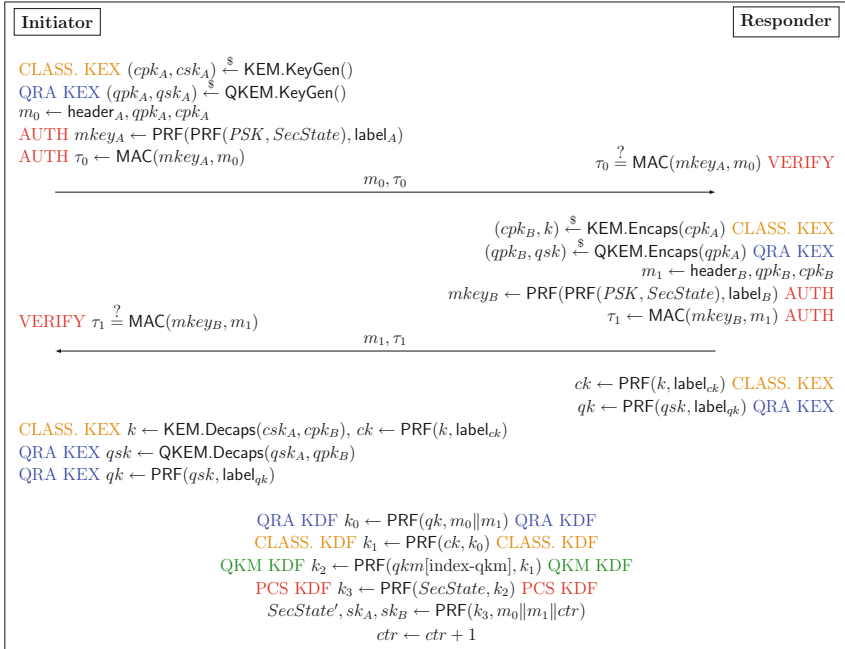 Initiator
Responder
CLASS. KEX (cpk_A, csk_A) $← KEM.KeyGen()
QRA KEX (qpk_A, qsk_A) $← QKEM.KeyGen()
m_0 ← header_A, qpk_A, cpk_A
AUTH mkey_A ← PRF(PRF(PSK, SecState), label_A)
AUTH τ_0 ← MAC(mkey_A, m_0)
τ_0 ≟ MAC(mkey_A, m_0) VERIFY
m_0, τ_0
(cpk_B, k) $← KEM.Encaps(cpk_A) CLASS. KEX
(qpk_B, qsk) $← QKEM.Encaps(qpk_A) QRA KEX
m_1 ← header_B, qpk_B, cpk_B
mkey_B ← PRF(PRF(PSK, SecState), label_B) AUTH
VERIFY τ_1 ≟ MAC(mkey_B, m_1)
τ_1 ← MAC(mkey_B, m_1) AUTH
m_1, τ_1
ck ← PRF(k, label_ck) CLASS. KEX
qk ← PRF(qsk, label_qk) QRA KEX
CLASS. KEX k ← KEM.Decaps(csk_A, cpk_B), ck ← PRF(k, label_ck)
QRA KEX qsk ← QKEM.Decaps(qsk_A, qpk_B)
QRA KEX qk ← PRF(qsk, label_qk)
QRA KDF k_0 ← PRF(qk, m_0‖m_1) QRA KDF
CLASS. KDF k_1 ← PRF(ck, k_0) CLASS. KDF
QKM KDF k_2 ← PRF(qkm[index-qkm], k_1) QKM KDF
PCS KDF k_3 ← PRF(SecState, k_2) PCS KDF
SecState′, sk_A, sk_B ← PRF(k_3, m_0‖m_1‖ctr)
ctr ← ctr + 1